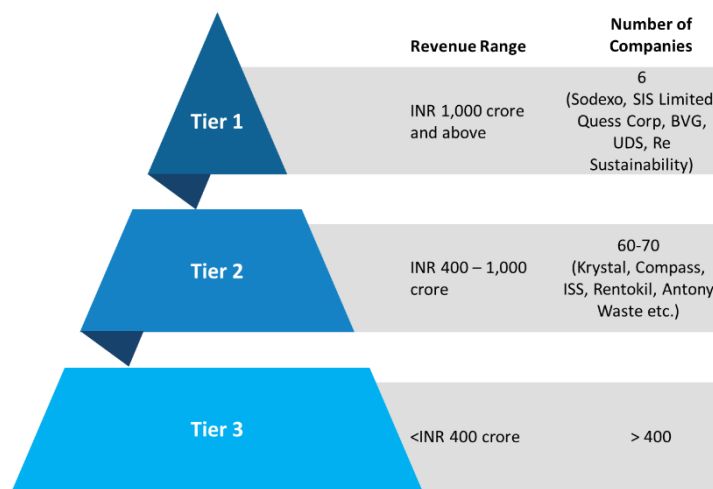 Revenue Range
Number of
Companies
Tier 1
INR 1,000 crore
and above
6
(Sodexo, SIS Limited
Quess Corp, BVG,
UDS, Re
Sustainability)
Tier 2
INR 400 – 1,000
crore
60-70
(Krystal, Compass,
ISS, Rentokil, Antony
Waste etc.)
Tier 3
<INR 400 crore
> 400